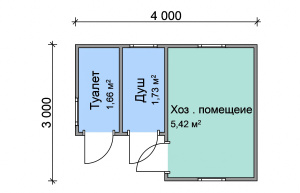 4 000
3 000
Туалет
1,66 м²
Душ
1,73 м²
Хоз . помещеие
5,42 м²